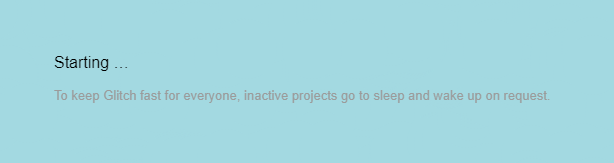 Starting …
To keep Glitch fast for everyone, inactive projects go to sleep and wake up on request.